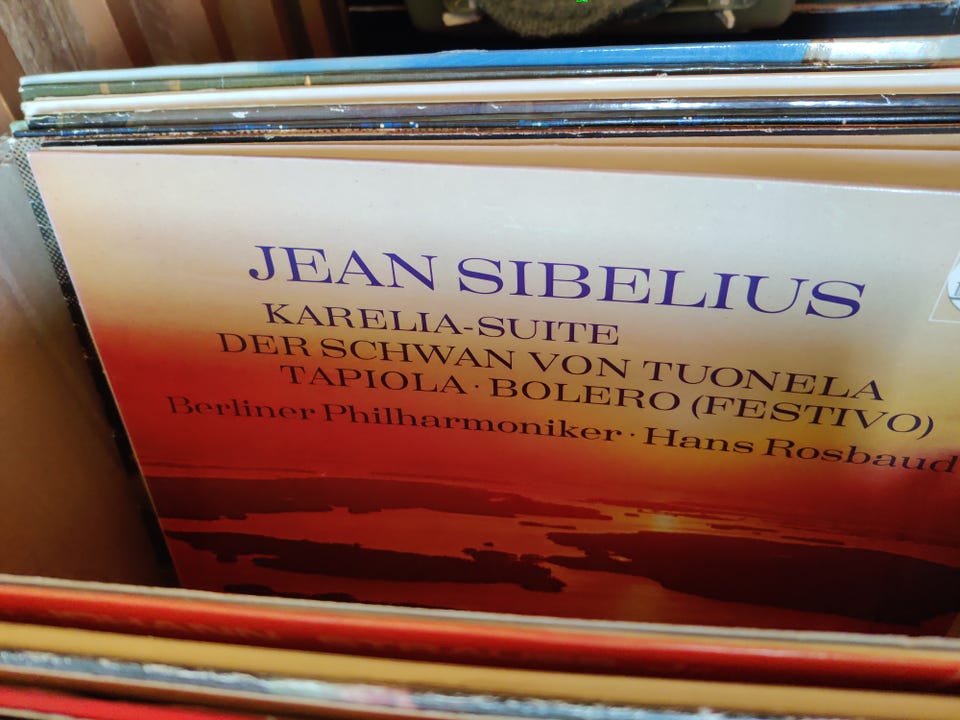 JEAN SIBELIUS
KARELIA-SUITE
DER SCHWAN VON TUONELA
TAPIOLA · BOLERO (FESTIVO)
Berliner Philharmoniker · Hans Rosbaud